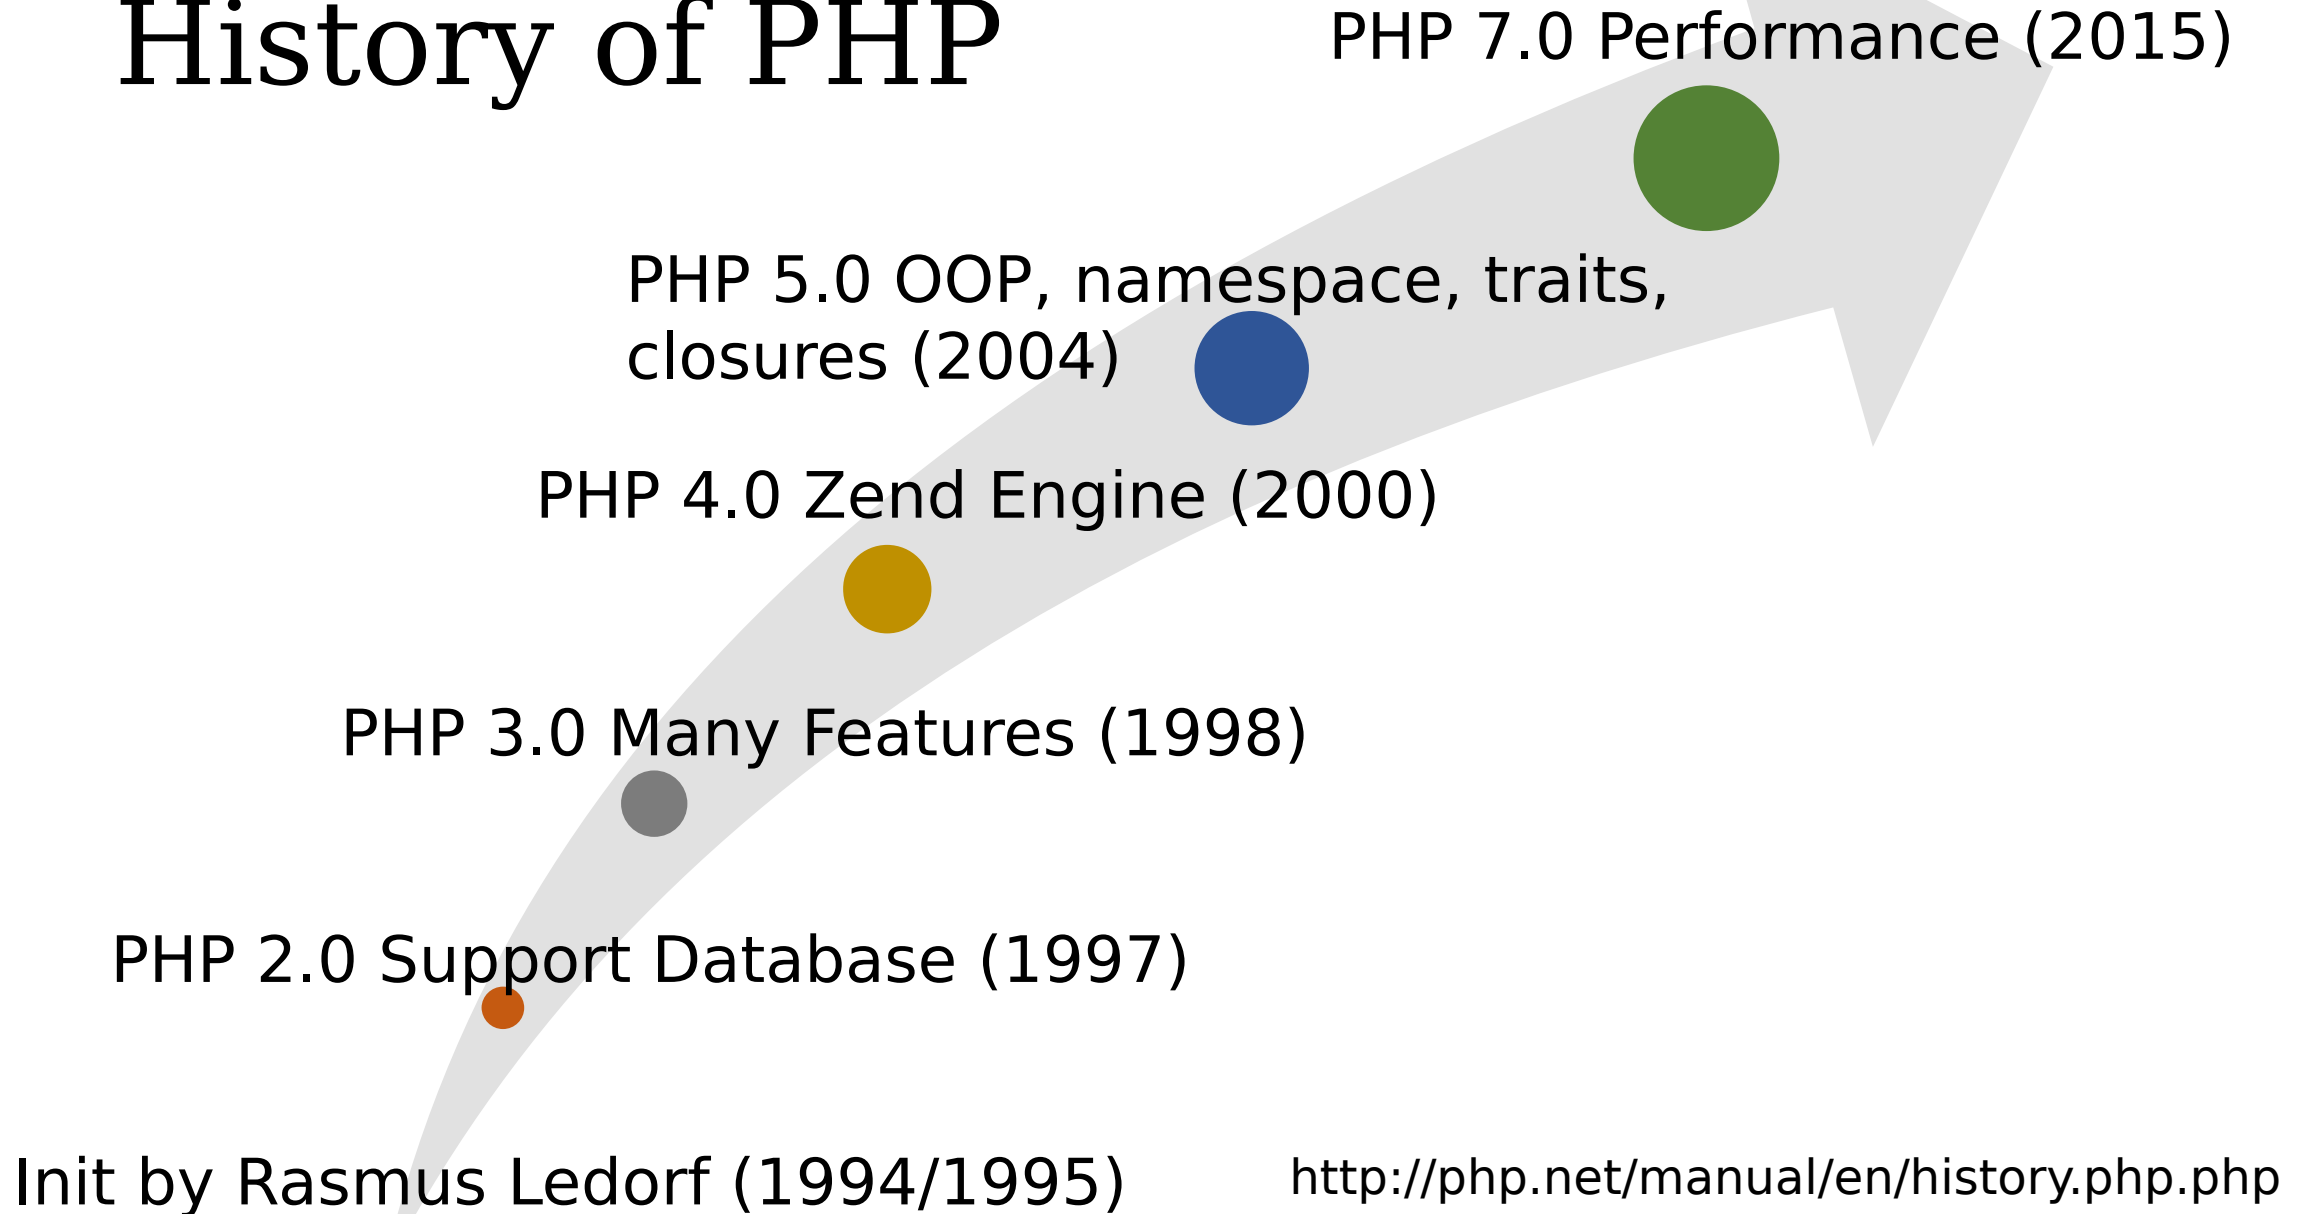 History of PHP
PHP 7.0 Performance (2015)
PHP 5.0 OOP, namespace, traits,
closures (2004)
PHP 4.0 Zend Engine (2000)
PHP 3.0 Many Features (1998)
PHP 2.0 Support Database (1997)
Init by Rasmus Ledorf (1994/1995)
http://php.net/manual/en/history.php.php